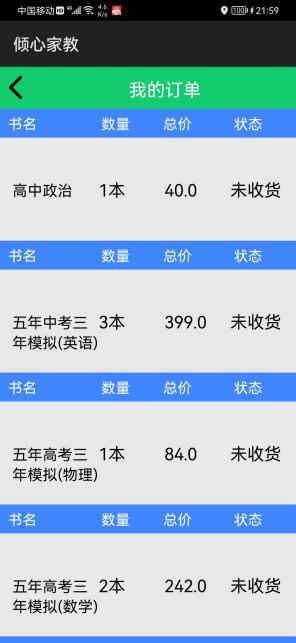 中国移动 HD 4G 4.6 K/s 100 21:59
倾心家教
我的订单
书名 数量 总价 状态
高中政治 1本 40.0 未收货
书名 数量 总价 状态
五年中考三 3本 399.0 未收货
年模拟(英语)
书名 数量 总价 状态
五年高考三 1本 84.0 未收货
年模拟(物理)
书名 数量 总价 状态
五年高考三 2本 242.0 未收货
年模拟(数学)